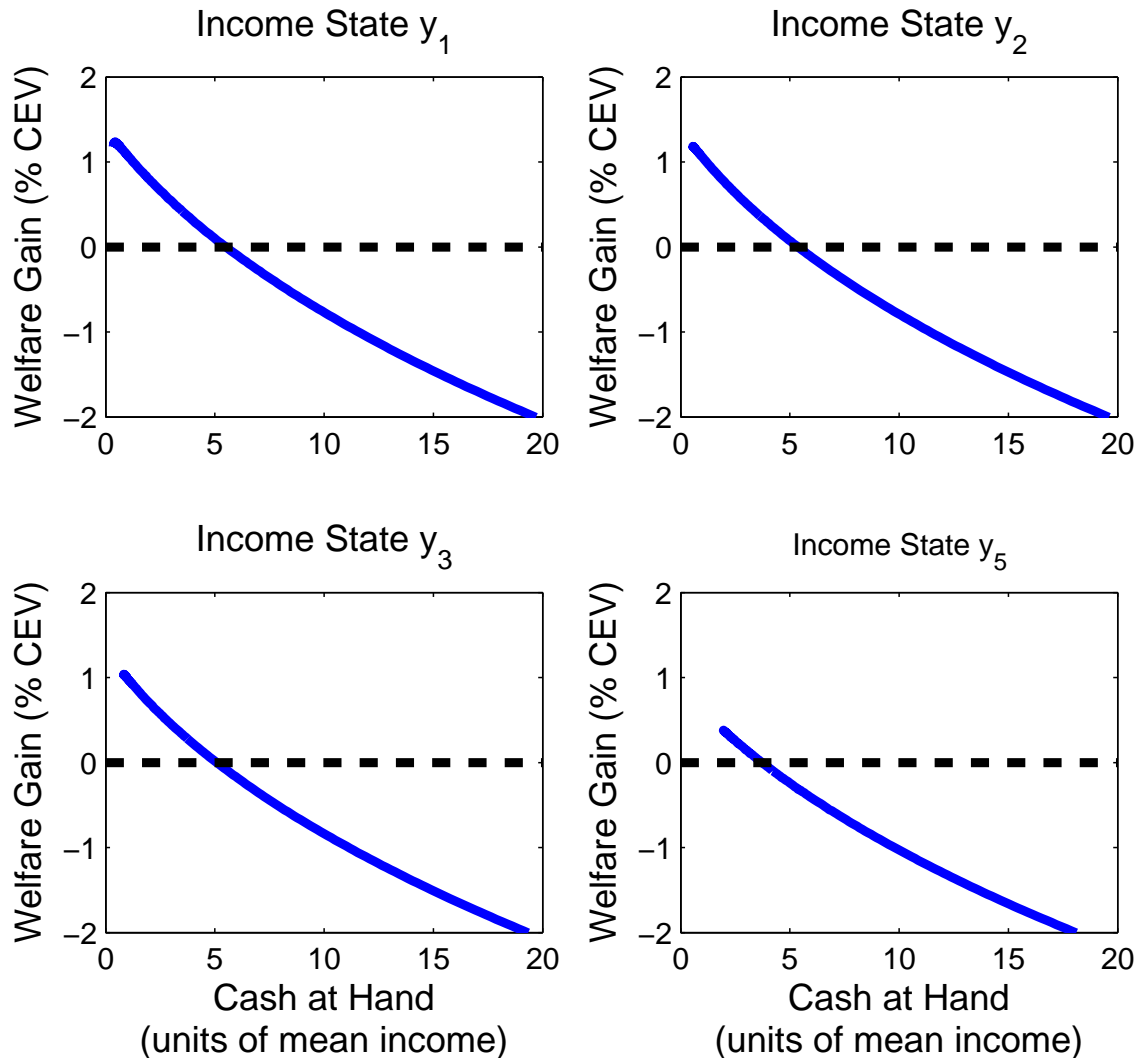 Income State y1
Income State y2
Welfare Gain (% CEV)
2
1
0
−1
−2
0 5 10 15 20
Welfare Gain (% CEV)
2
1
0
−1
−2
0 5 10 15 20
Income State y3
Income State y5
Welfare Gain (% CEV)
2
1
0
−1
−2
0 5 10 15 20
Cash at Hand
(units of mean income)
Welfare Gain (% CEV)
2
1
0
−1
−2
0 5 10 15 20
Cash at Hand
(units of mean income)